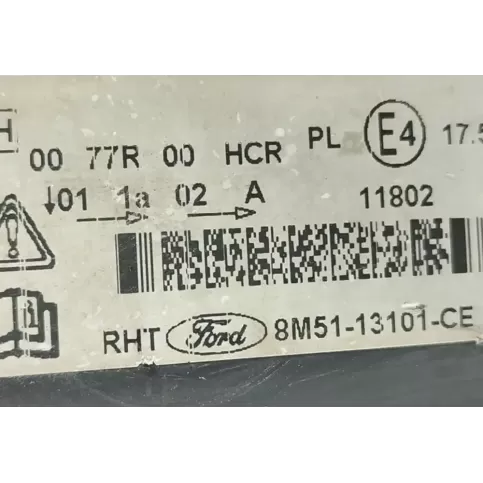 H
00 77R 00 HCR PL E4 17.5
↓01 1a 02 A 11802
RHT Ford 8M51-13101-CE